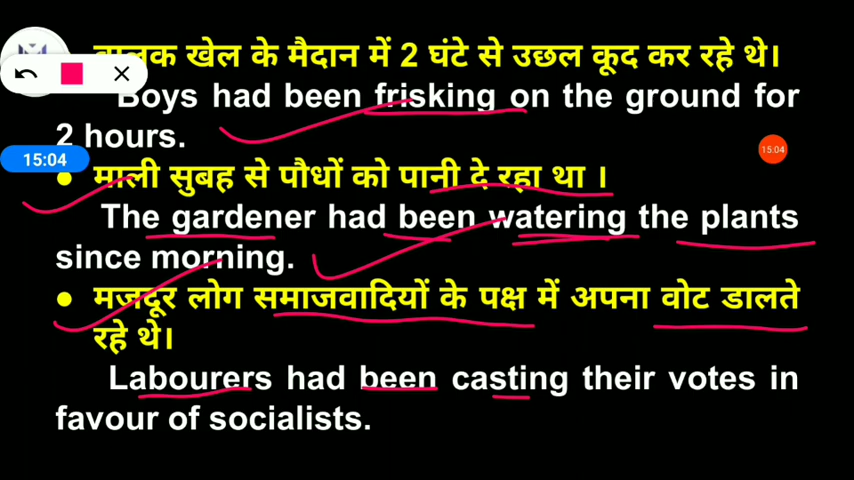 बालक खेल के मैदान में 2 घंटे से उछल कूद कर रहे थे।
Boys had been frisking on the ground for
2 hours.
15:04
15:04
● माली सुबह से पौधों को पानी दे रहा था ।
The gardener had been watering the plants
since morning.
● मजदूर लोग समाजवादियों के पक्ष में अपना वोट डालते
रहे थे।
Labourers had been casting their votes in
favour of socialists.